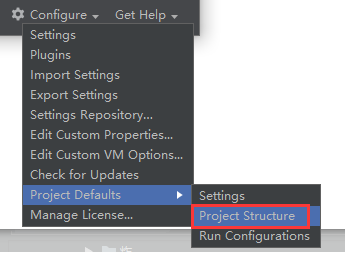 Configure Get Help
Settings
Plugins
Import Settings
Export Settings
Settings Repository...
Edit Custom Properties...
Edit Custom VM Options...
Check for Updates
Project Defaults
Manage License...
Settings
Project Structure
Run Configurations